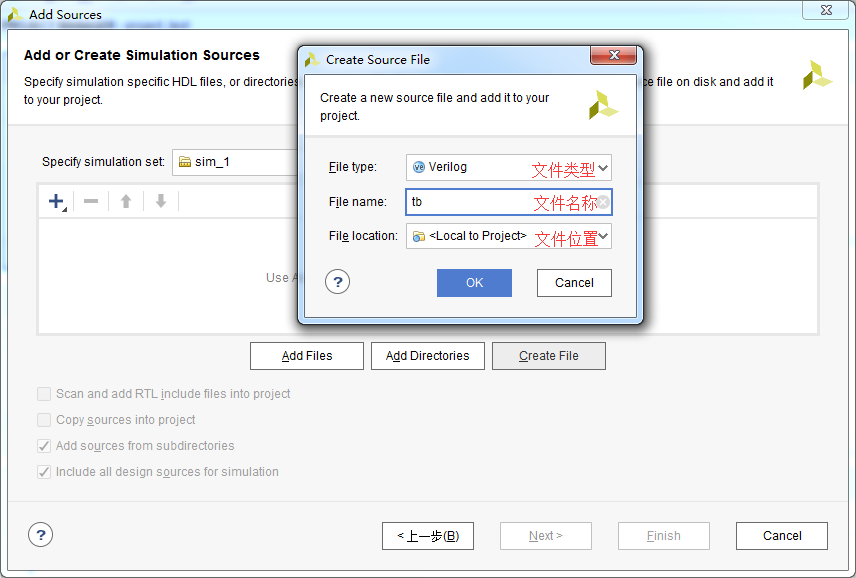 Add Sources
Add or Create Simulation Sources
Specify simulation specific HDL files, or directories
ce file on disk and add it
to your project.
Specify simulation set:
sim_1
Use A
Create Source File
Create a new source file and add it to your
project.
File type:
Verilog
文件类型
File name:
tb
文件名称
File location:
<Local to Project>
文件位置
?
OK
Cancel
Add Files
Add Directories
Create File
Scan and add RTL include files into project
Copy sources into project
Add sources from subdirectories
Include all design sources for simulation
?
< 上一步(B)
Next >
Finish
Cancel